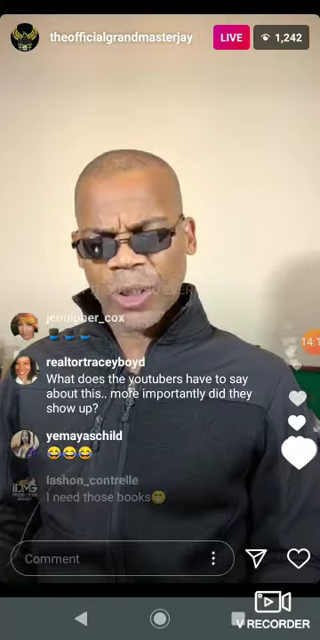 theofficialgrandmasterjay
LIVE
1,242
jennipher_cox
realtortraceyboyd
What does the youtubers have to say
about this.. more importantly did they
show up?
yemayaschild
😂😂😂
lashon_contrelle
I need those books😁
Comment
V RECORDER